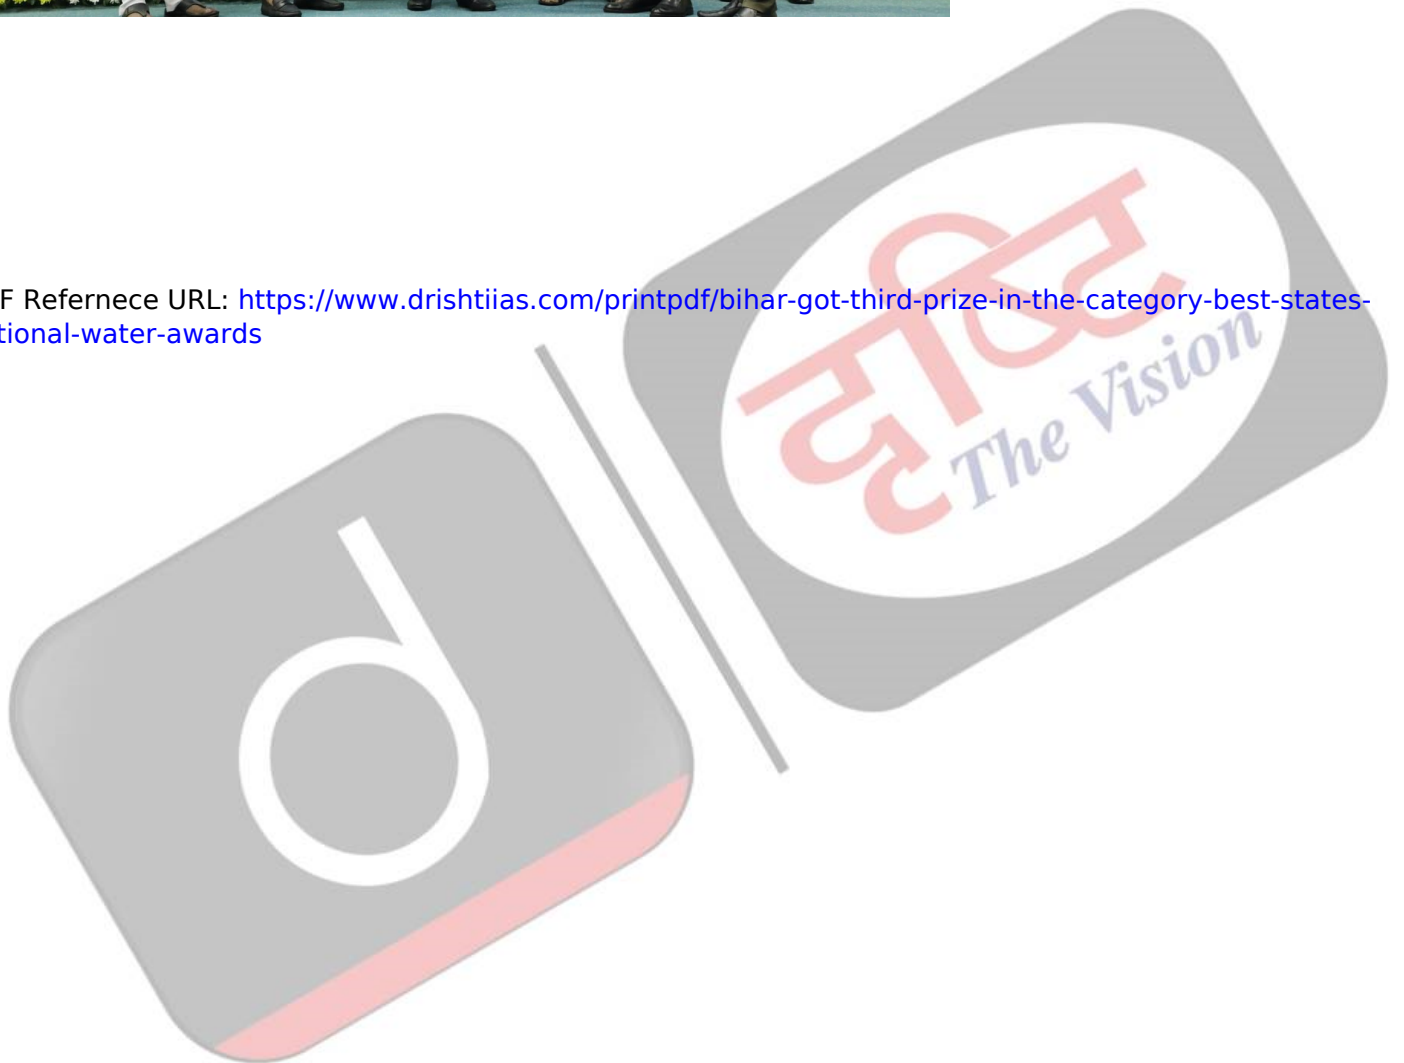 F Refernece URL: https://www.drishtiias.com/printpdf/bihar-got-third-prize-in-the-category-best-states-
tional-water-awards
दृष्टि
The Vision
d